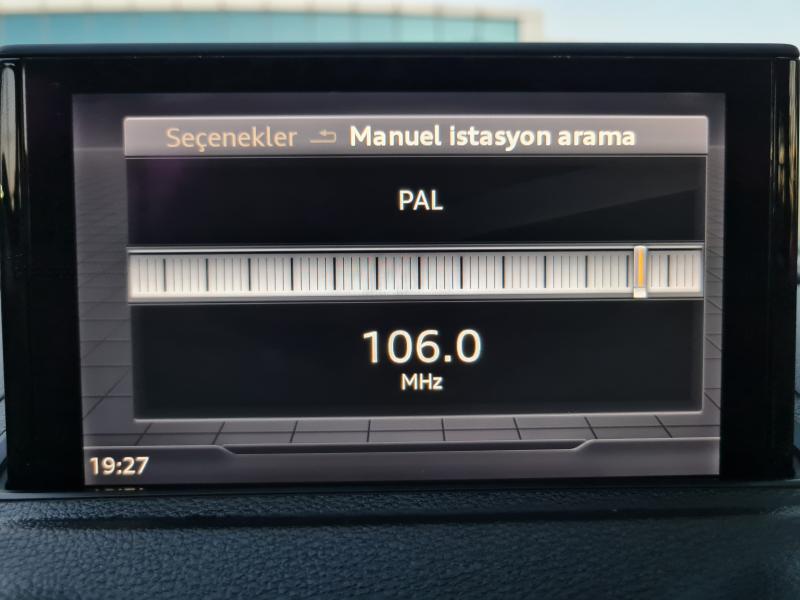 Seçenekler Manuel istasyon arama
PAL
106.0
MHz
19:27